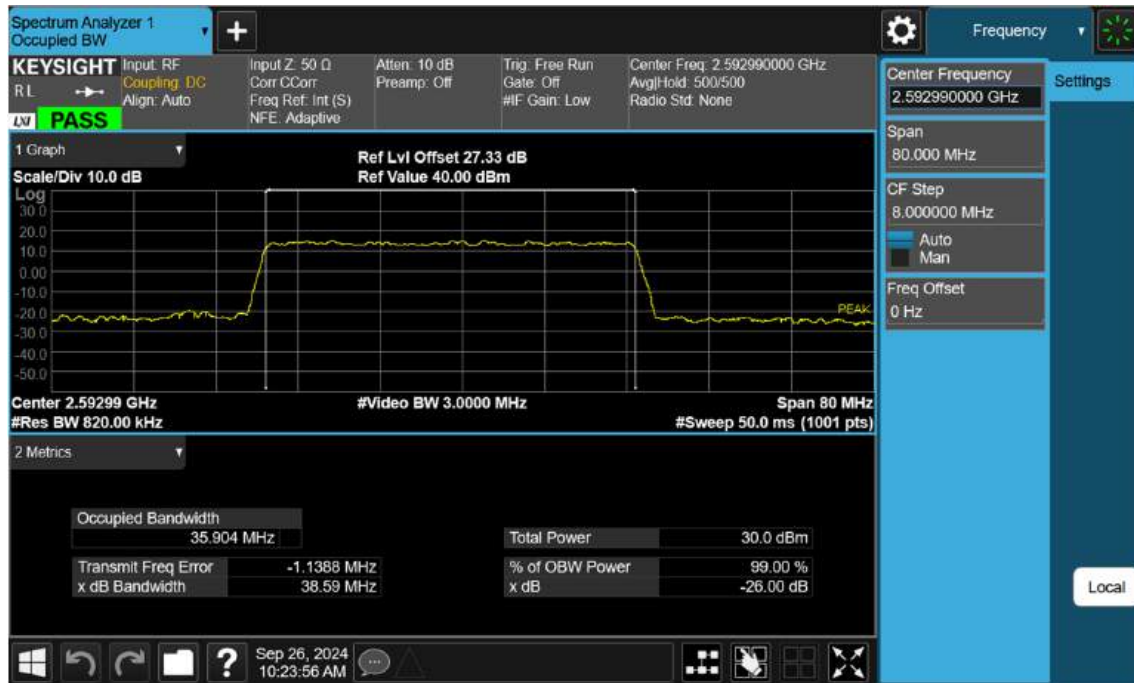 Spectrum Analyzer 1
Occupied BW
+
Frequency
KEYSIGHT
RL
LXI
PASS
Input: RF
Coupling: DC
Align: Auto
Input Z: 50 Ω
Corr CCorr
Freq Ref: Int (S)
NFE: Adaptive
Atten: 10 dB
Preamp: Off
Trig: Free Run
Gate: Off
#IF Gain: Low
Center Freq: 2.592990000 GHz
Avg|Hold: 500/500
Radio Std: None
Center Frequency
2.592990000 GHz
Settings
Span
80.000 MHz
CF Step
8.000000 MHz
Auto
Man
Freq Offset
0 Hz
Local
1 Graph
Scale/Div 10.0 dB
Ref Lvl Offset 27.33 dB
Ref Value 40.00 dBm
Log
30.0
20.0
10.0
0.00
-10.0
-20.0
-30.0
-40.0
-50.0
PEAK
Center 2.59299 GHz
#Video BW 3.0000 MHz
Span 80 MHz
#Res BW 820.00 kHz
#Sweep 50.0 ms (1001 pts)
2 Metrics
Occupied Bandwidth
35.904 MHz
Total Power 30.0 dBm
Transmit Freq Error -1.1388 MHz
% of OBW Power 99.00 %
x dB Bandwidth 38.59 MHz
x dB -26.00 dB
?
Sep 26, 2024
10:23:56 AM